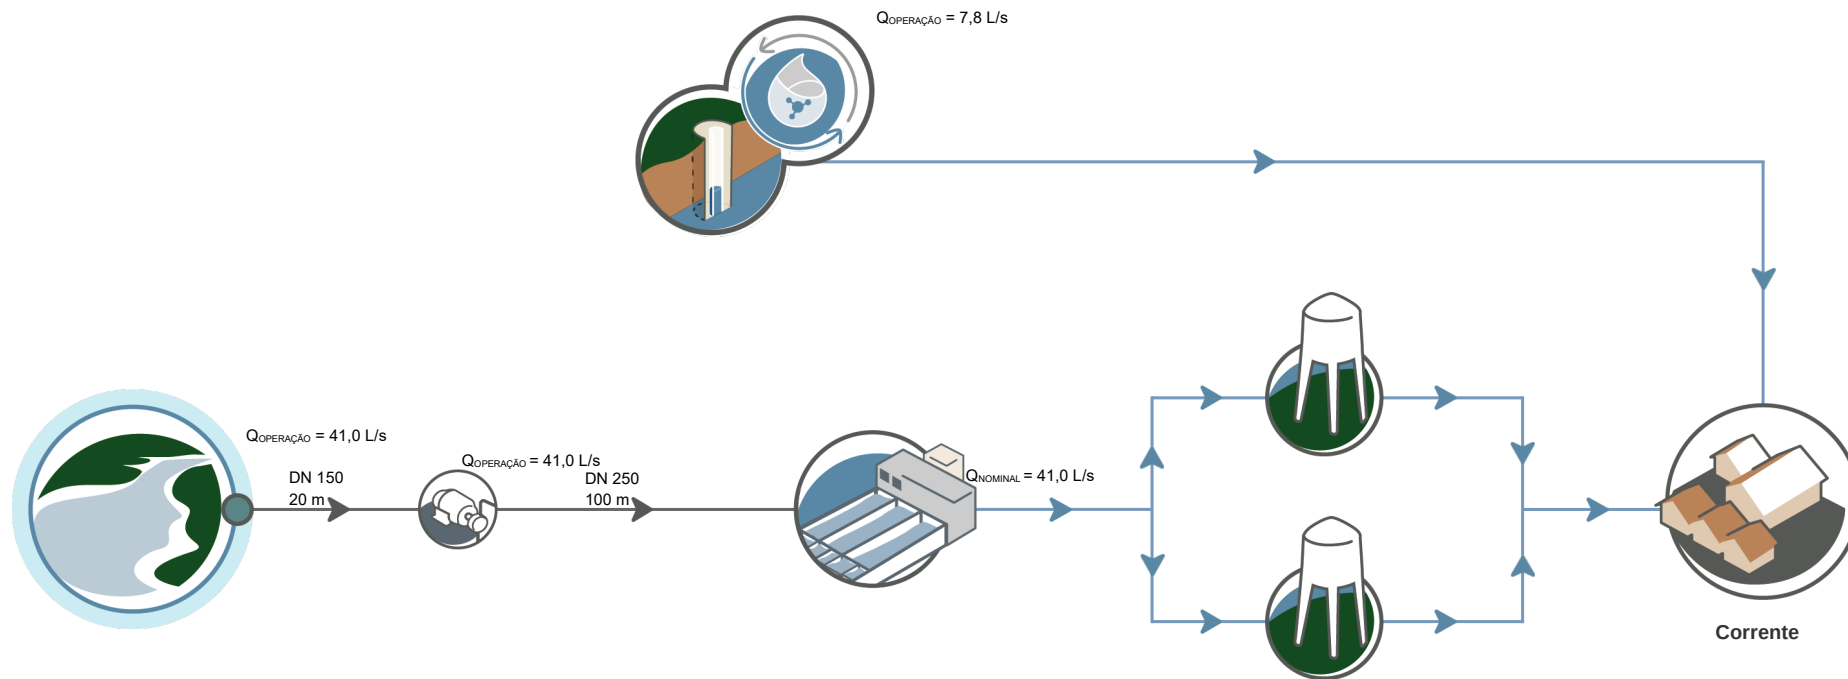 QOPERAÇÃO = 7,8 L/s
QOPERAÇÃO = 41,0 L/s
DN 150
20 m
QOPERAÇÃO = 41,0 L/s
DN 250
100 m
QNOMINAL = 41,0 L/s
Corrente